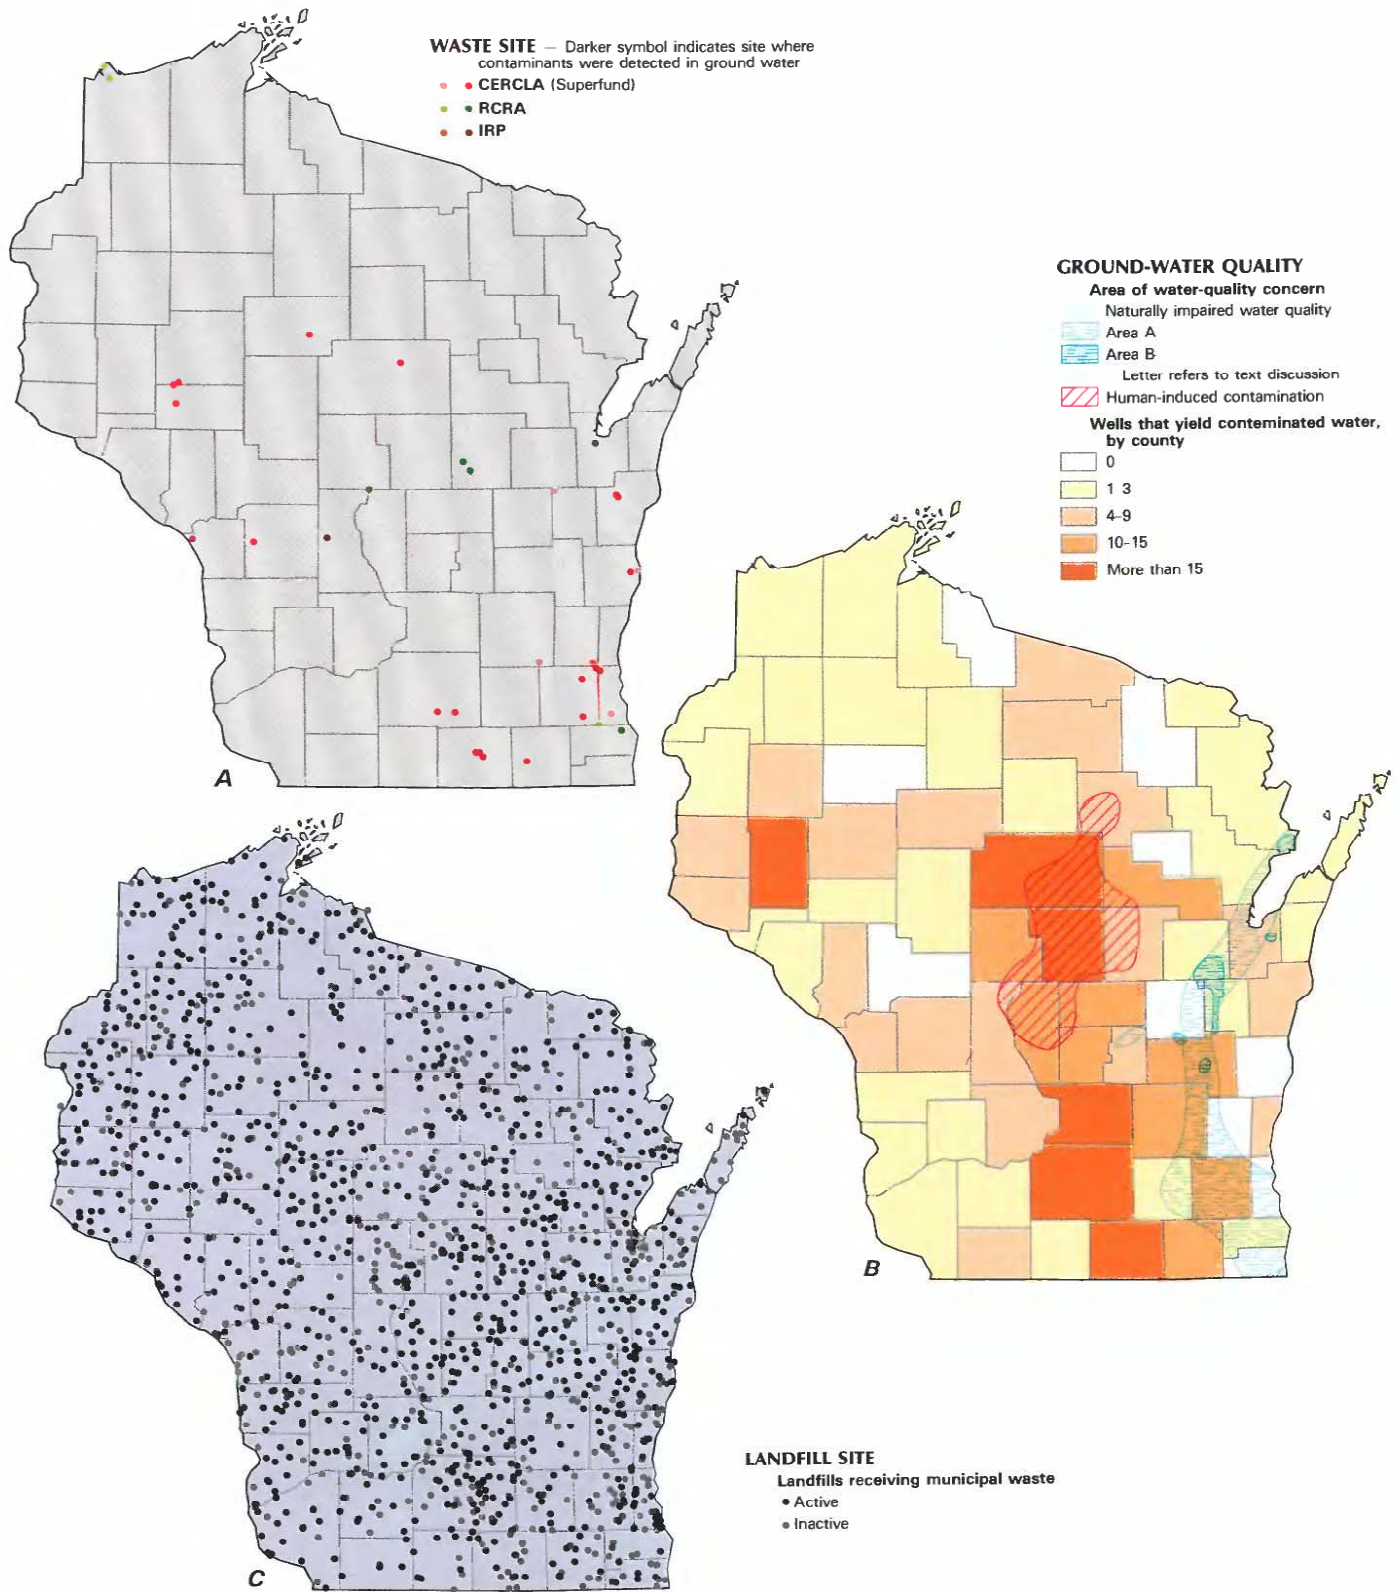 WASTE SITE — Darker symbol indicates site where
contaminants were detected in ground water
CERCLA (Superfund)
RCRA
IRP
A
GROUND-WATER QUALITY
Area of water-quality concern
Naturally impaired water quality
Area A
Area B
Letter refers to text discussion
Human-induced contamination
Wells that yield conteminated water,
by county
0
1 3
4–9
10–15
More than 15
B
LANDFILL SITE
Landfills receiving municipal waste
Active
Inactive
C